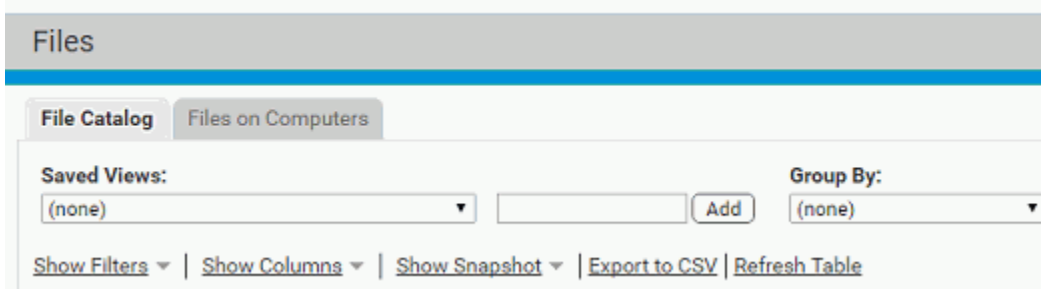 Files
File Catalog Files on Computers
Saved Views: Group By:
(none) Add (none)
Show Filters | Show Columns | Show Snapshot | Export to CSV | Refresh Table